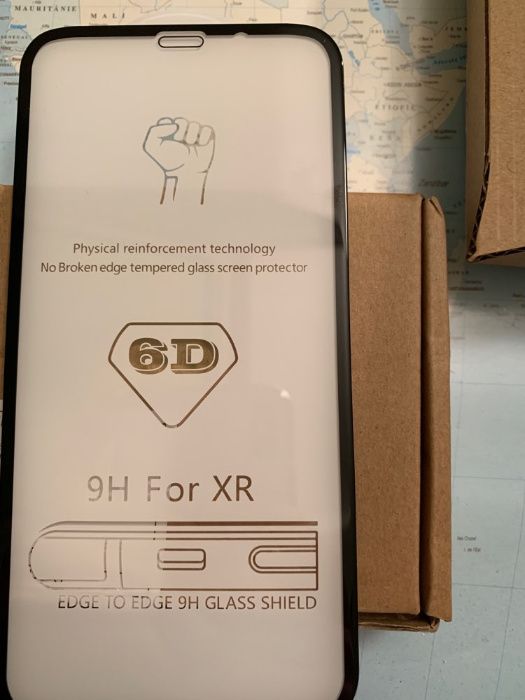 MAURITANIE
MALI
Physical reinforcement technology
No Broken edge tempered glass screen protector
6D
9H For XR
EDGE TO EDGE 9H GLASS SHIELD